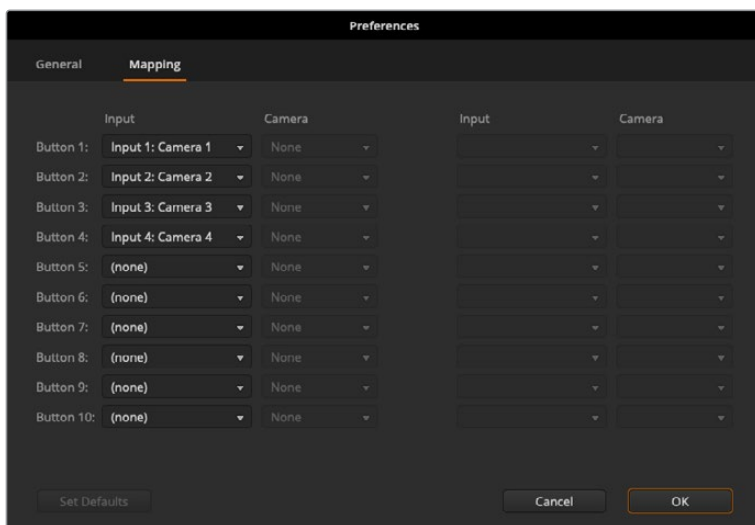 Preferences
General Mapping
Input Camera Input Camera
Button 1: Input 1: Camera 1 None
Button 2: Input 2: Camera 2 None
Button 3: Input 3: Camera 3 None
Button 4: Input 4: Camera 4 None
Button 5: (none) None
Button 6: (none) None
Button 7: (none) None
Button 8: (none) None
Button 9: (none) None
Button 10: (none) None
Set Defaults Cancel OK